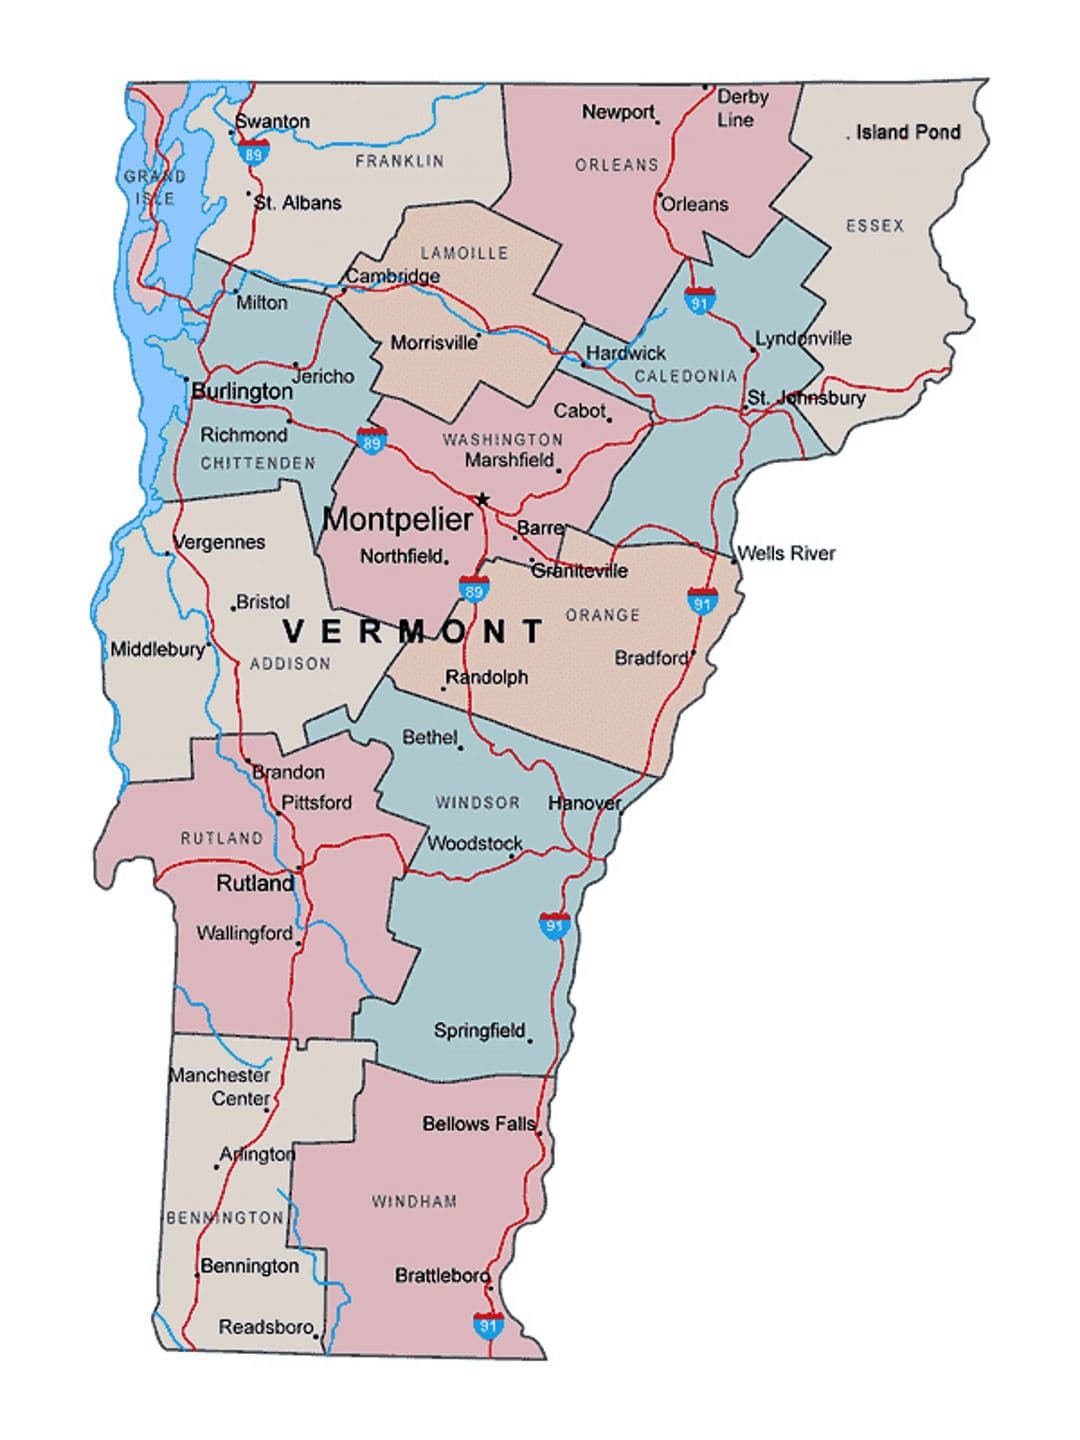 Swanton
89
FRANKLIN
GRAND
ISLE
St. Albans
Newport
Derby
Line
ORLEANS
Orleans
Island Pond
ESSEX
LAMOILLE
Cambridge
Milton
Morrisville
91
Hardwick
Lyndonville
CALEDONIA
St. Johnsbury
Jericho
Burlington
Richmond
CHITTENDEN
89
Cabot
WASHINGTON
Marshfield
Montpelier
Barre
Northfield
Graniteville
Wells River
Vergennes
Bristol
89
ORANGE
91
VERMONT
Middlebury
ADDISON
Bradford
Randolph
Bethel
Brandon
Pittsford
WINDSOR
Hanover
RUTLAND
Woodstock
Rutland
Wallingford
91
Springfield
Manchester
Center
Bellows Falls
Arlington
WINDHAM
BENNINGTON
Bennington
Brattleboro
Readsboro
91